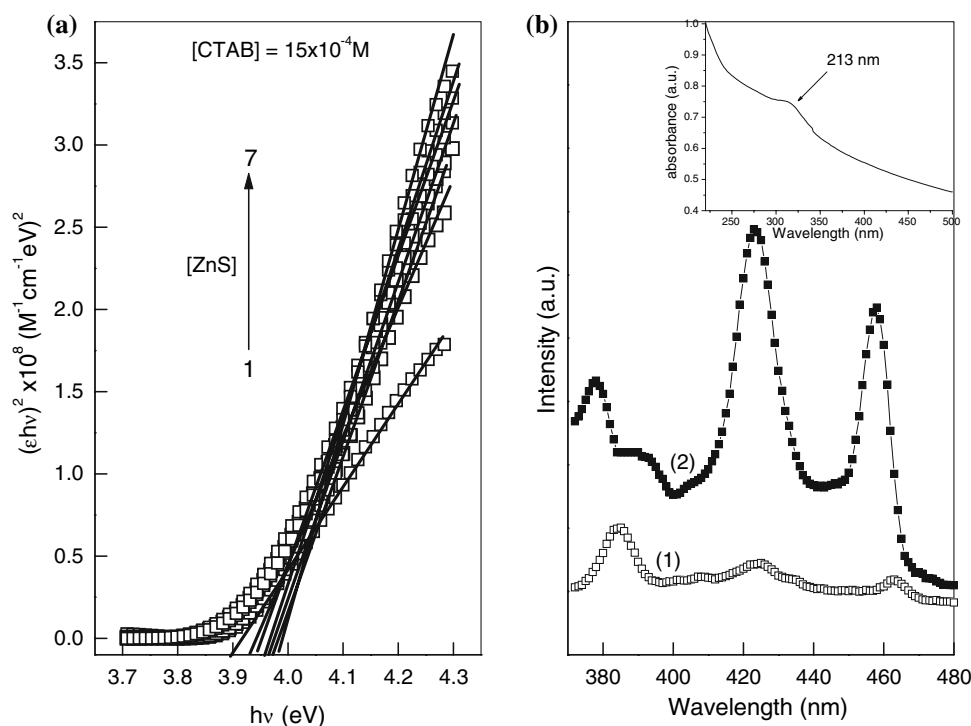 (a)
[CTAB] = 15x10⁻⁴M
7
[ZnS]
1
(εhν)² x10⁸ (M⁻¹cm⁻¹eV)²
3.5
3.0
2.5
2.0
1.5
1.0
0.5
0.0
3.7 3.8 3.9 4.0 4.1 4.2 4.3
hν (eV)
(b)
213 nm
absorbance (a.u.)
1.0
0.9
0.8
0.7
0.6
0.5
0.4
250 300 350 400 450 500
Wavelength (nm)
Intensity (a.u.)
(2)
(1)
380 400 420 440 460 480
Wavelength (nm)